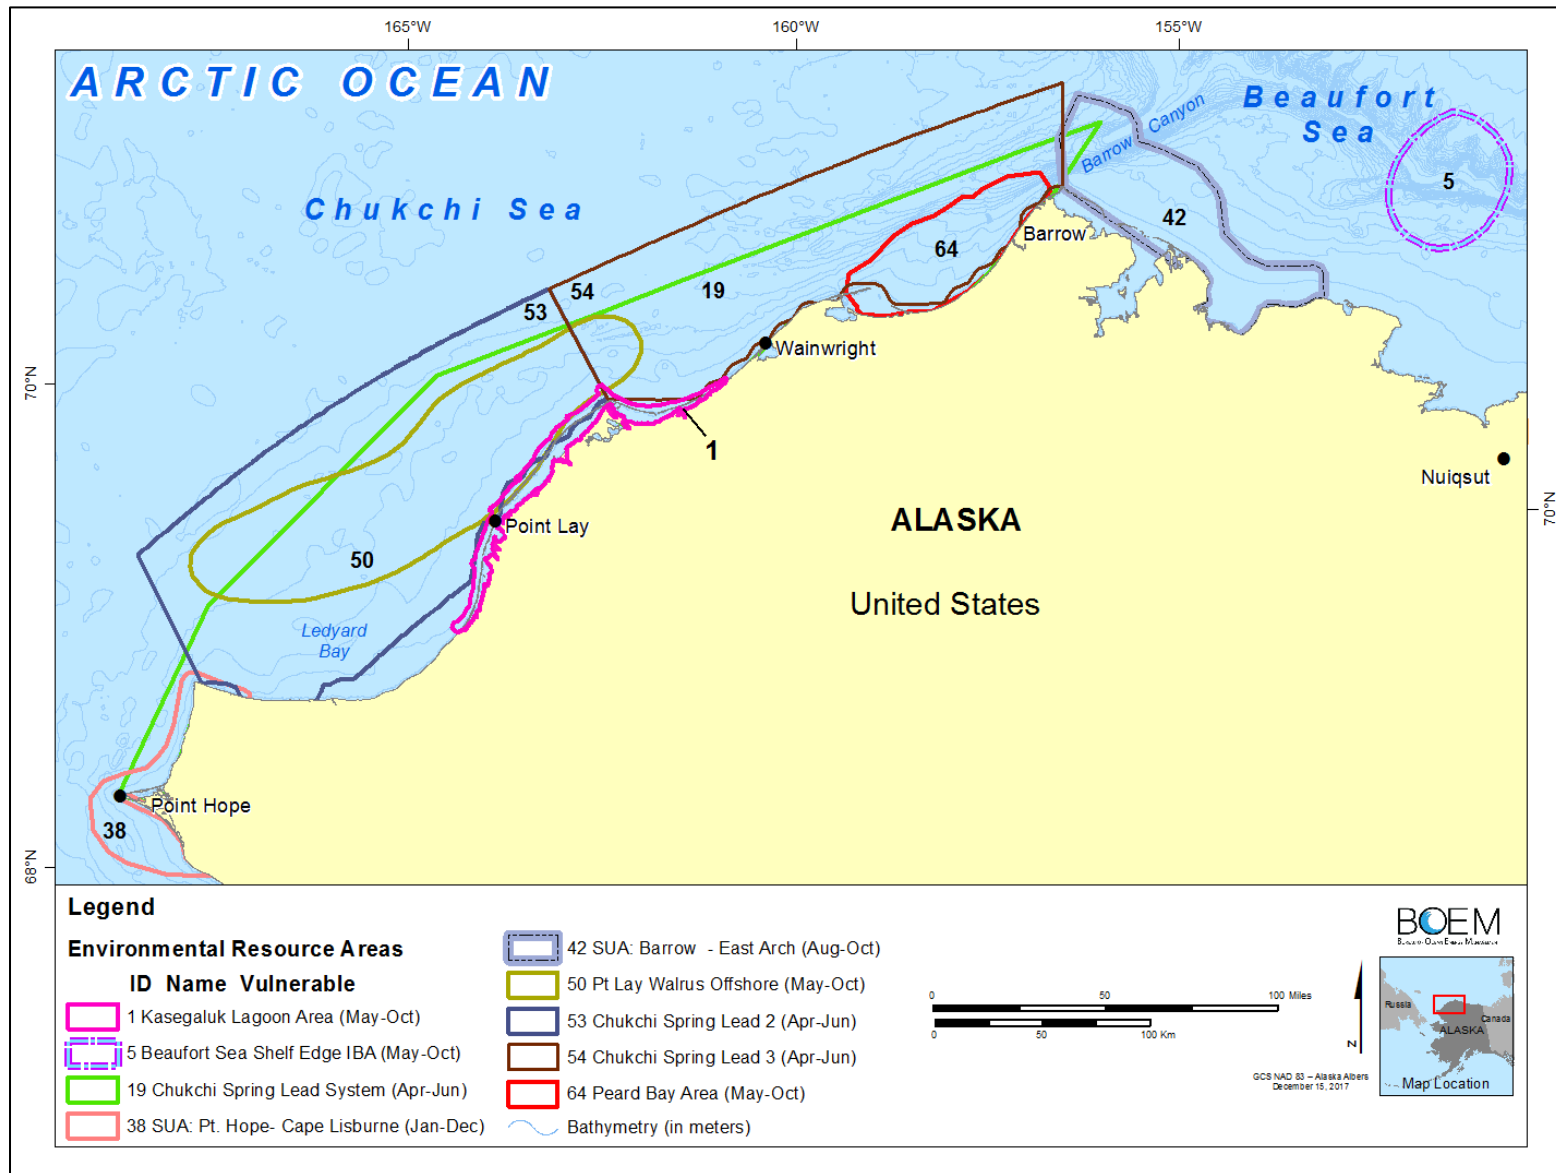 165°W
160°W
155°W
ARCTIC OCEAN
Beaufort
Sea
Barrow Canyon
Chukchi Sea
5
42
Barrow
64
54
19
53
Wainwright
70°N
1
Nuiqsut
70°N
ALASKA
Point Lay
50
United States
Ledyard
Bay
Point Hope
38
68°N
Legend
Environmental Resource Areas
ID Name Vulnerable
1 Kasegaluk Lagoon Area (May-Oct)
5 Beaufort Sea Shelf Edge IBA (May-Oct)
19 Chukchi Spring Lead System (Apr-Jun)
38 SUA: Pt. Hope- Cape Lisburne (Jan-Dec)
42 SUA: Barrow - East Arch (Aug-Oct)
50 Pt Lay Walrus Offshore (May-Oct)
53 Chukchi Spring Lead 2 (Apr-Jun)
54 Chukchi Spring Lead 3 (Apr-Jun)
64 Peard Bay Area (May-Oct)
Bathymetry (in meters)
0 50 100 Miles
0 50 100 Km
N
GCS NAD 83 – Alaska Albers
December 15, 2017
BOEM
Bureau of Ocean Energy Management
Russia
Canada
ALASKA
Map Location